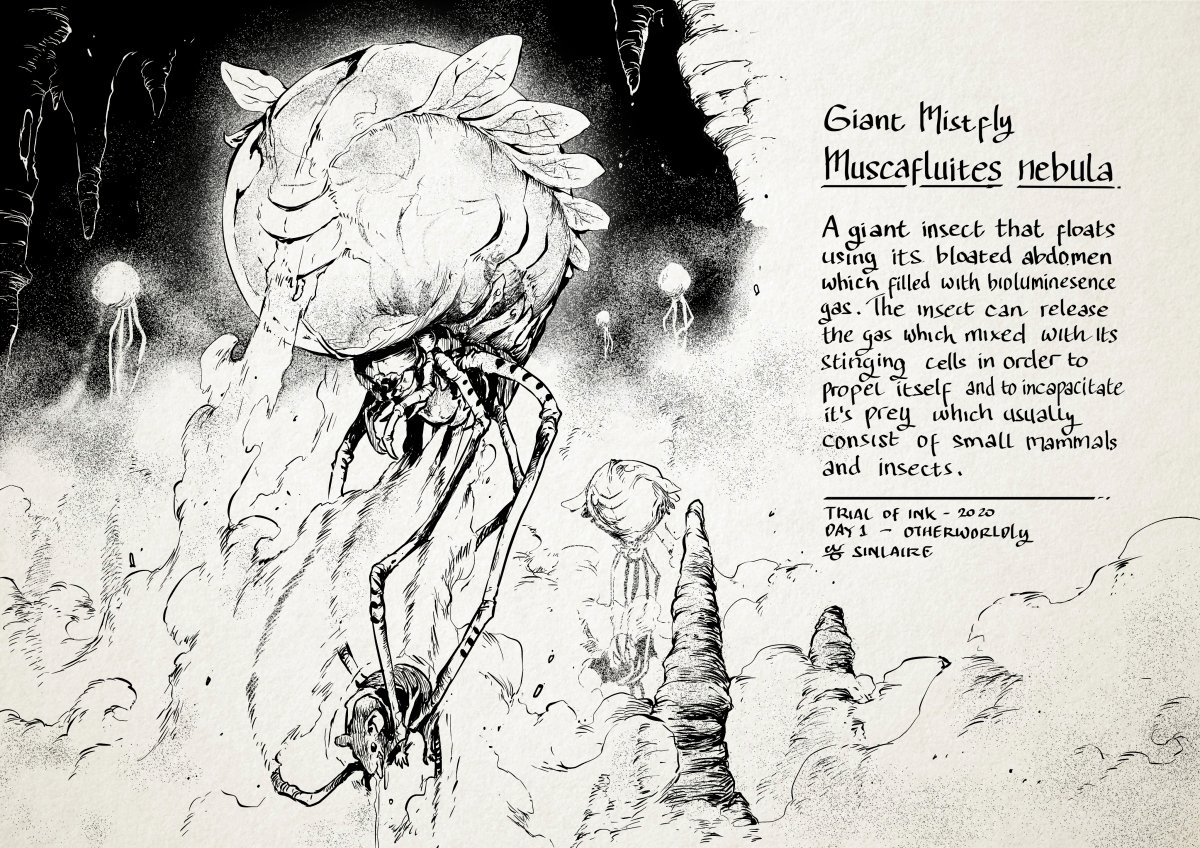 Giant Mistfly
Muscafluites nebula.
A giant insect that floats
using its bloated abdomen
which filled with bioluminesence
gas. The insect can release
the gas which mixed with its
stinging cells in order to
propel itself and to incapacitate
it's prey which usually
consist of small mammals
and insects.
TRIAL OF INK - 2020
DAY 1 - OTHERWORLDLY
SINLAIRE